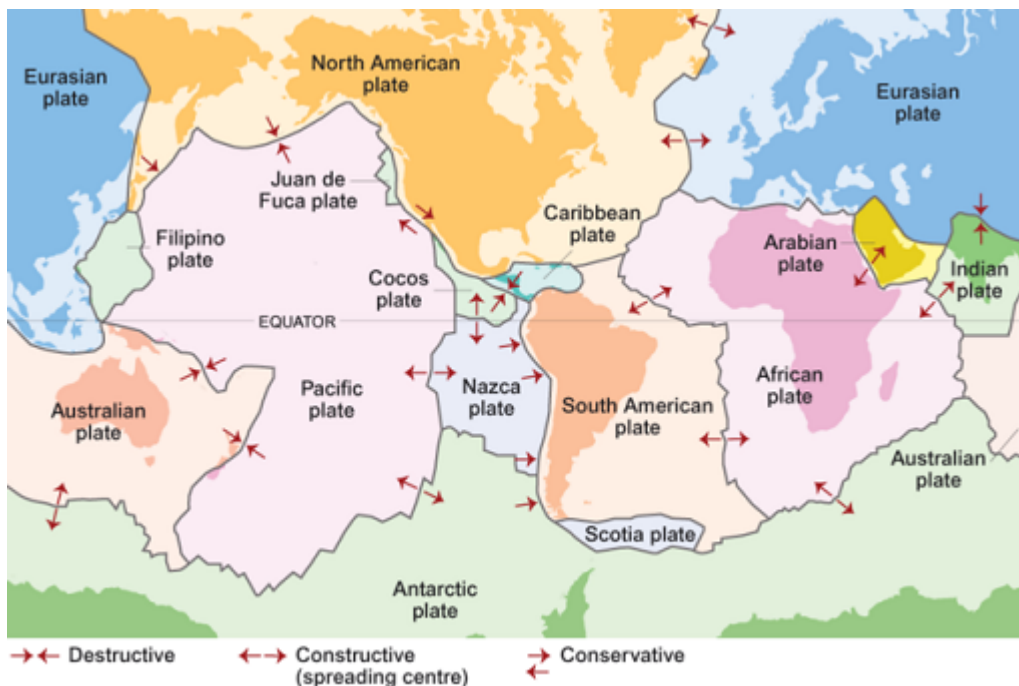 Eurasian
plate
North American
plate
Eurasian
plate
Juan de
Fuca plate
Caribbean
plate
Filipino
plate
Arabian
plate
Cocos
plate
Indian
plate
EQUATOR
Pacific
plate
Nazca
plate
African
plate
Australian
plate
South American
plate
Australian
plate
Scotia plate
Antarctic
plate
Destructive
Constructive
(spreading centre)
Conservative